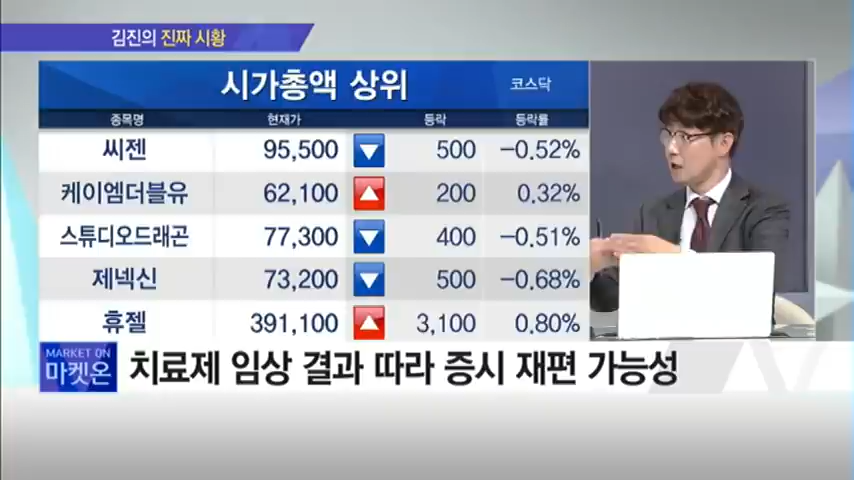 김진의 진짜 시황
시가총액 상위 코스닥
종목명 현재가 등락 등락률
씨젠 95,500 ▼ 500 -0.52%
케이엠더블유 62,100 ▲ 200 0.32%
스튜디오드래곤 77,300 ▼ 400 -0.51%
제넥신 73,200 ▼ 500 -0.68%
휴젤 391,100 ▲ 3,100 0.80%
MARKET ON
마켓온
치료제 임상 결과 따라 증시 재편 가능성